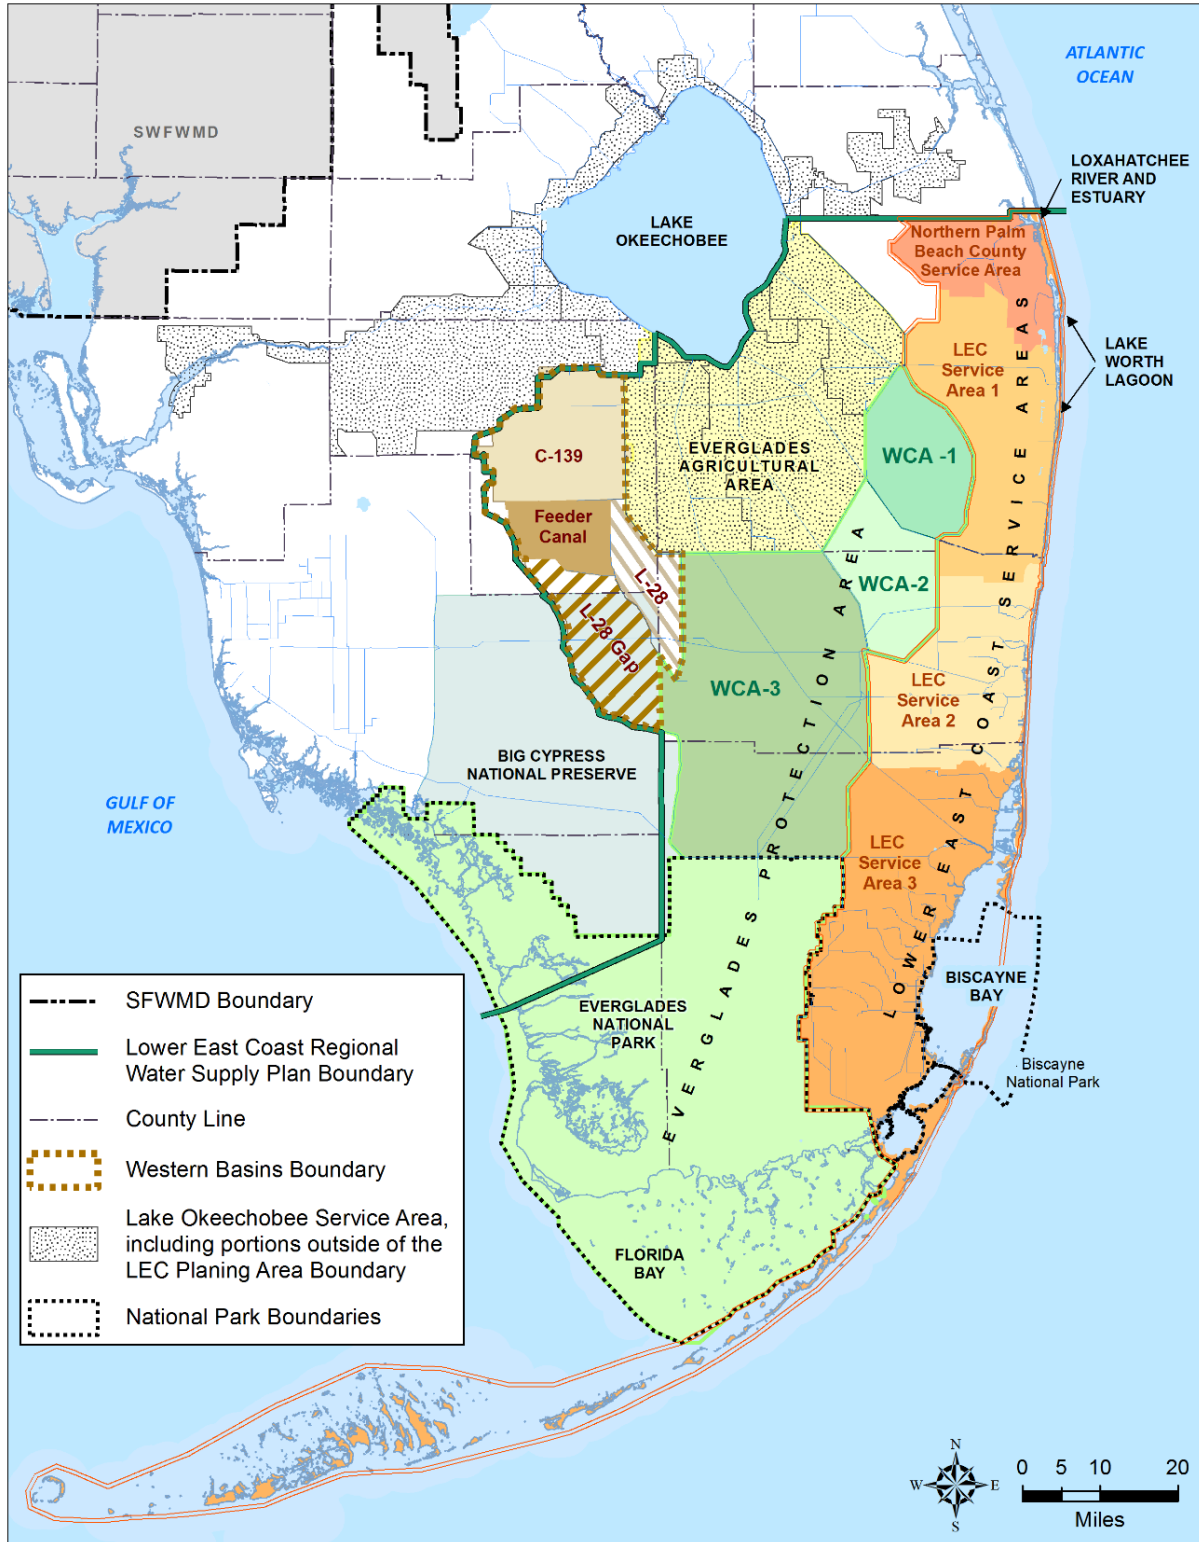 ATLANTIC
OCEAN
SWFWMD
LOXAHATCHEE
RIVER AND
ESTUARY
LAKE
OKEECHOBEE
Northern Palm
Beach County
Service Area
LAKE
WORTH
LAGOON
LEC
Service
Area 1
C-139
EVERGLADES
AGRICULTURAL
AREA
WCA -1
Feeder
Canal
L-28
WCA-2
L-28 Gap
WCA-3
LEC
Service
Area 2
BIG CYPRESS
NATIONAL PRESERVE
GULF OF
MEXICO
LEC
Service
Area 3
EVERGLADES PROTECTION AREA
LOWER EAST COAST SERVICE AREAS
BISCAYNE
BAY
EVERGLADES
NATIONAL
PARK
Biscayne
National Park
FLORIDA
BAY
SFWMD Boundary
Lower East Coast Regional
Water Supply Plan Boundary
County Line
Western Basins Boundary
Lake Okeechobee Service Area,
including portions outside of the
LEC Planing Area Boundary
National Park Boundaries
N
W E
S
0 5 10 20
Miles